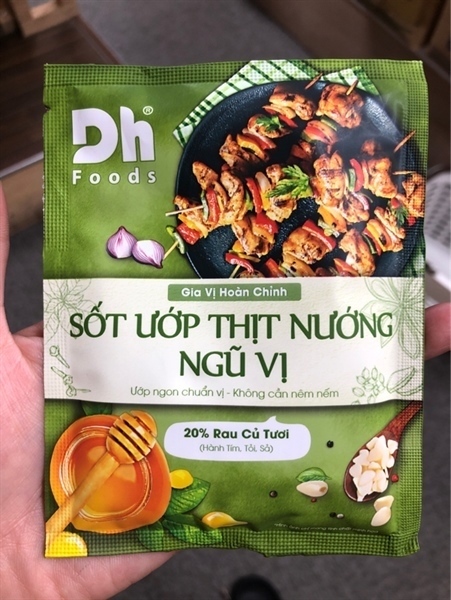 Dh®
Foods
Gia Vị Hoàn Chỉnh
SỐT ƯỚP THỊT NƯỚNG
NGŨ VỊ
Ướp ngon chuẩn vị - Không cần nêm nếm
20% Rau Củ Tươi
(Hành Tím, Tỏi, Sả)